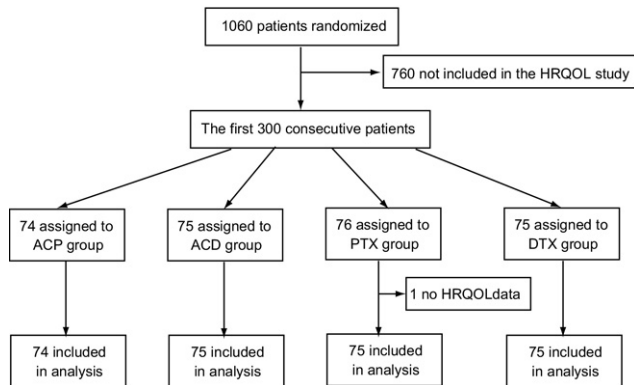 1060 patients randomized
760 not included in the HRQOL study
The first 300 consecutive patients
74 assigned to
ACP group
75 assigned to
ACD group
76 assigned to
PTX group
75 assigned to
DTX group
1 no HRQOLdata
74 included
in analysis
75 included
in analysis
75 included
in analysis
75 included
in analysis